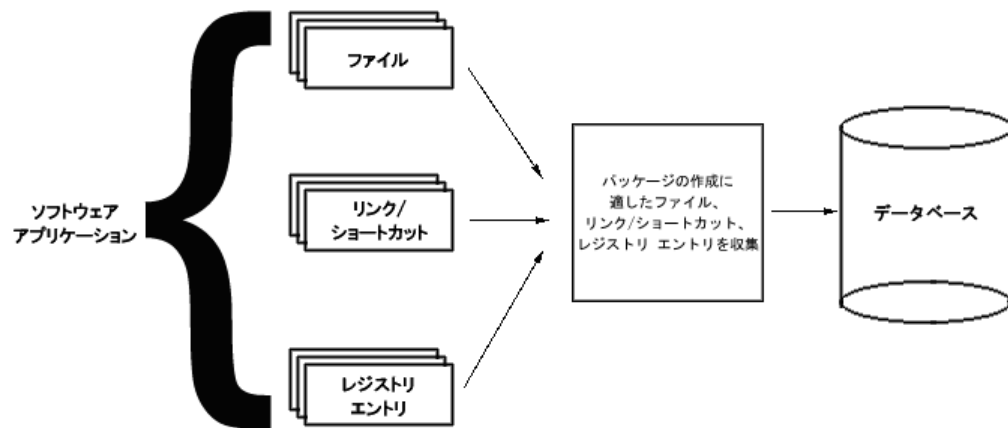 ソフトウェア
アプリケーション
ファイル
リンク/
ショートカット
レジストリ
エントリ
パッケージの作成に
適したファイル、
リンク/ショートカット、
レジストリ エントリを収集
データベース